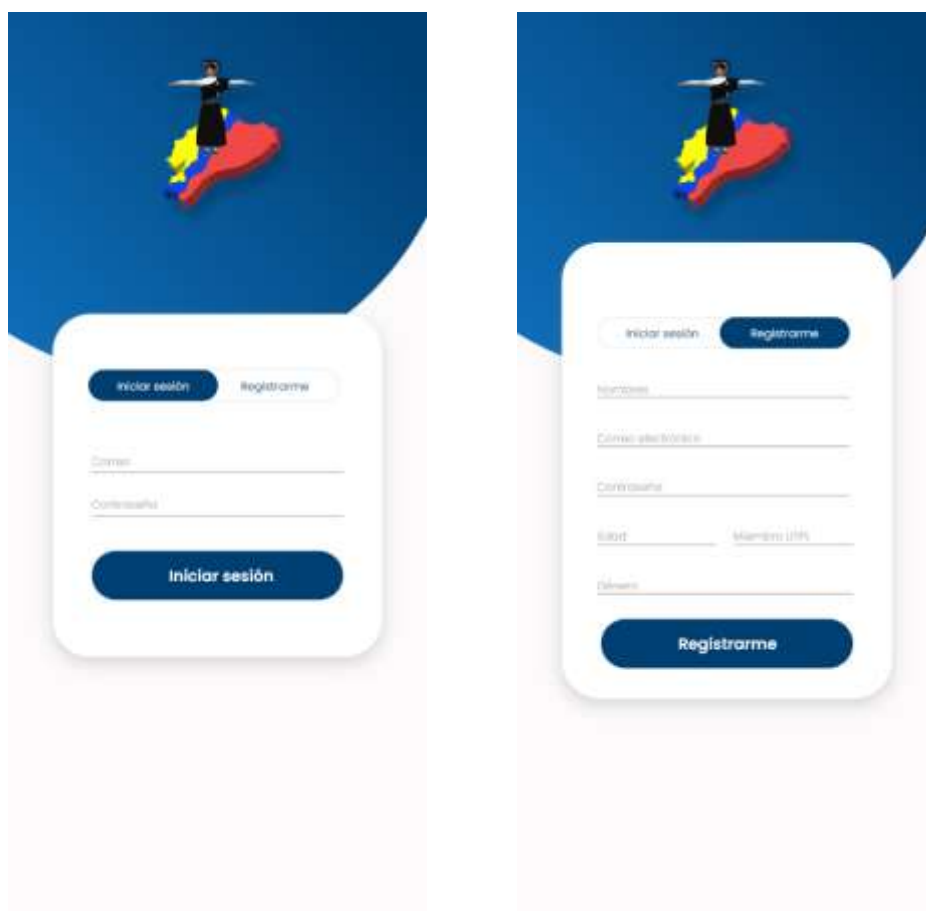 Iniciar sesión Registrarme
Correo
Contraseña
Iniciar sesión
Iniciar sesión Registrarme
Nombres
Correo electrónico
Contraseña
Edad Miembro UTPL
Género
Registrarme